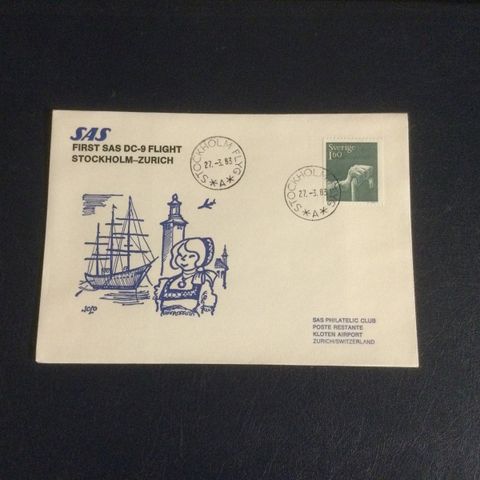 SAS
FIRST SAS DC-9 FLIGHT
STOCKHOLM–ZURICH
STOCKHOLM FLYG
27.-3.83
*A*
Sverige
1.60
STOCKHOLM FLYG
27.-3.83
*A*
SAS PHILATELIC CLUB
POSTE RESTANTE
KLOTEN AIRPORT
ZURICH/SWITZERLAND